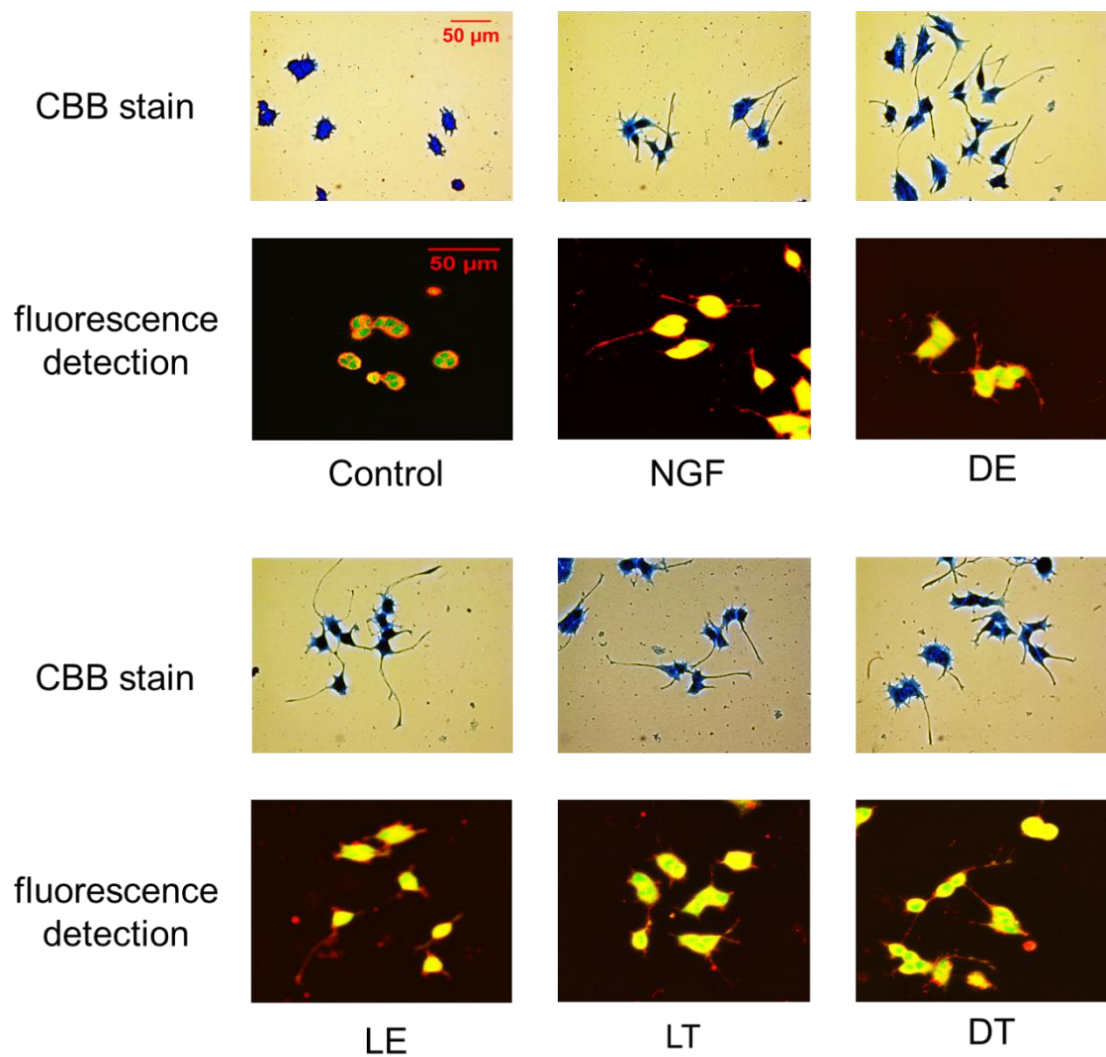 50 µm
CBB stain
50 µm
fluorescence
detection
Control
NGF
DE
CBB stain
fluorescence
detection
LE
LT
DT